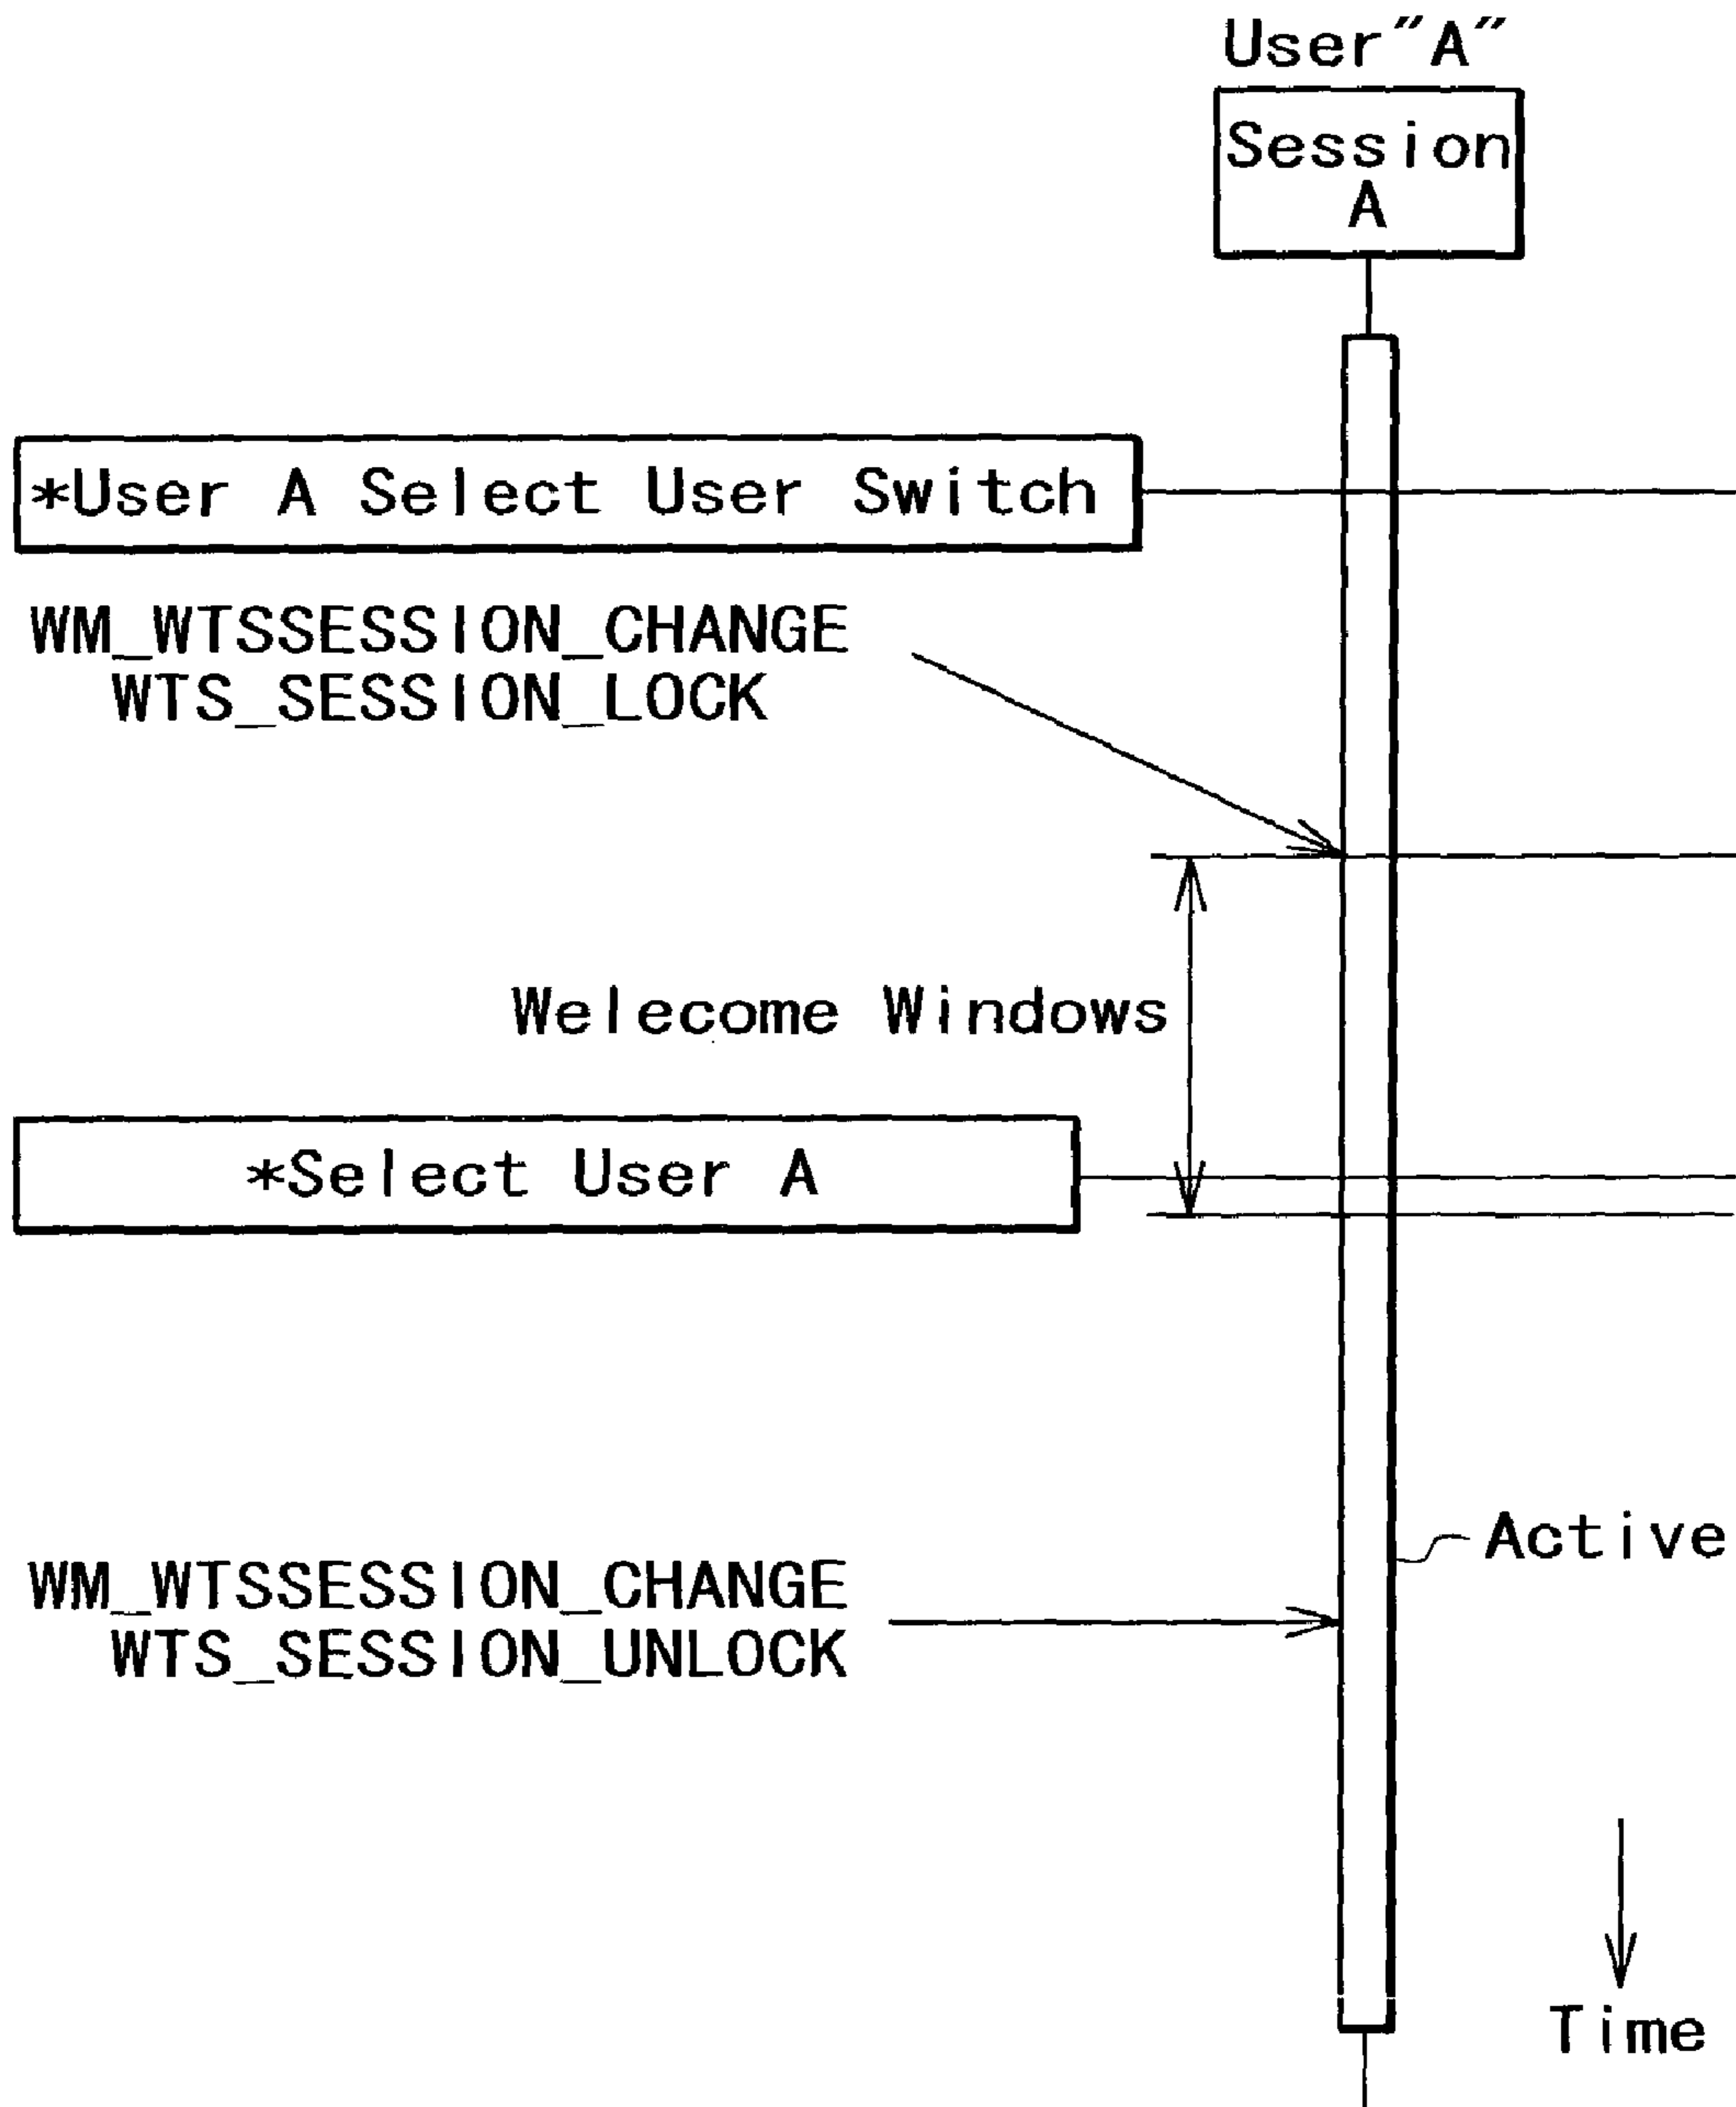 User"A"
Session
A
*User A Select User Switch
WM_WTSSESSION_CHANGE
WTS_SESSION_LOCK
Welecome Windows
*Select User A
Active
WM_WTSSESSION_CHANGE
WTS_SESSION_UNLOCK
Time